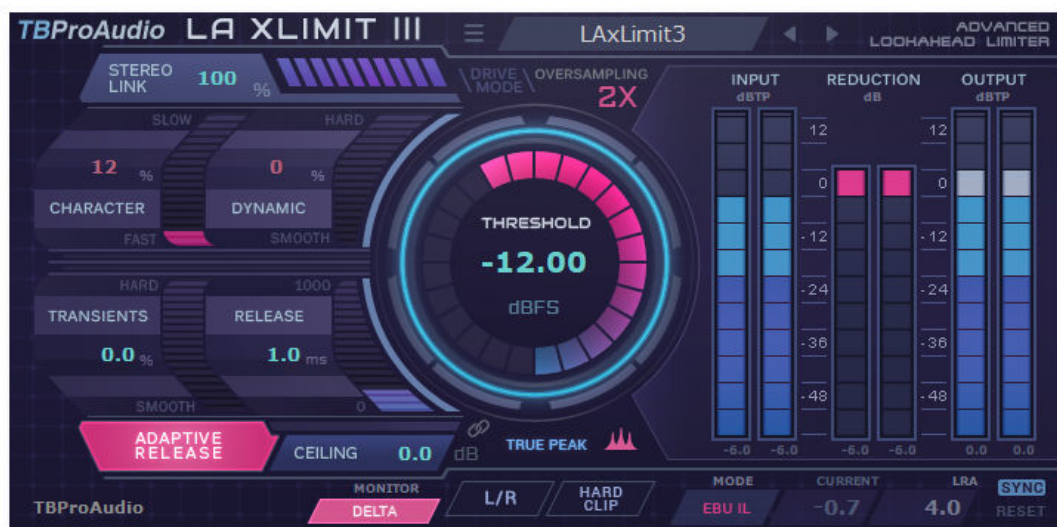 TBProAudio LA XLIMIT III
LAxLimit3
ADVANCED
LOOKAHEAD LIMITER
STEREO
LINK
100 %
DRIVE
MODE
OVERSAMPLING
2X
SLOW
HARD
12 %
0 %
CHARACTER
DYNAMIC
FAST
SMOOTH
HARD
1000
TRANSIENTS
RELEASE
0.0 %
1.0 ms
SMOOTH
0
ADAPTIVE
RELEASE
CEILING 0.0 dB
THRESHOLD
-12.00
dBFS
TRUE PEAK
INPUT
dBTP
REDUCTION
dB
OUTPUT
dBTP
12 12
0 0
-12 -12
-24 -24
-36 -36
-48 -48
-6.0 -6.0 -6.0 -6.0 0.0 0.0
TBProAudio
MONITOR
DELTA
L/R
HARD
CLIP
MODE
EBU IL
CURRENT
-0.7
LRA
4.0
SYNC
RESET